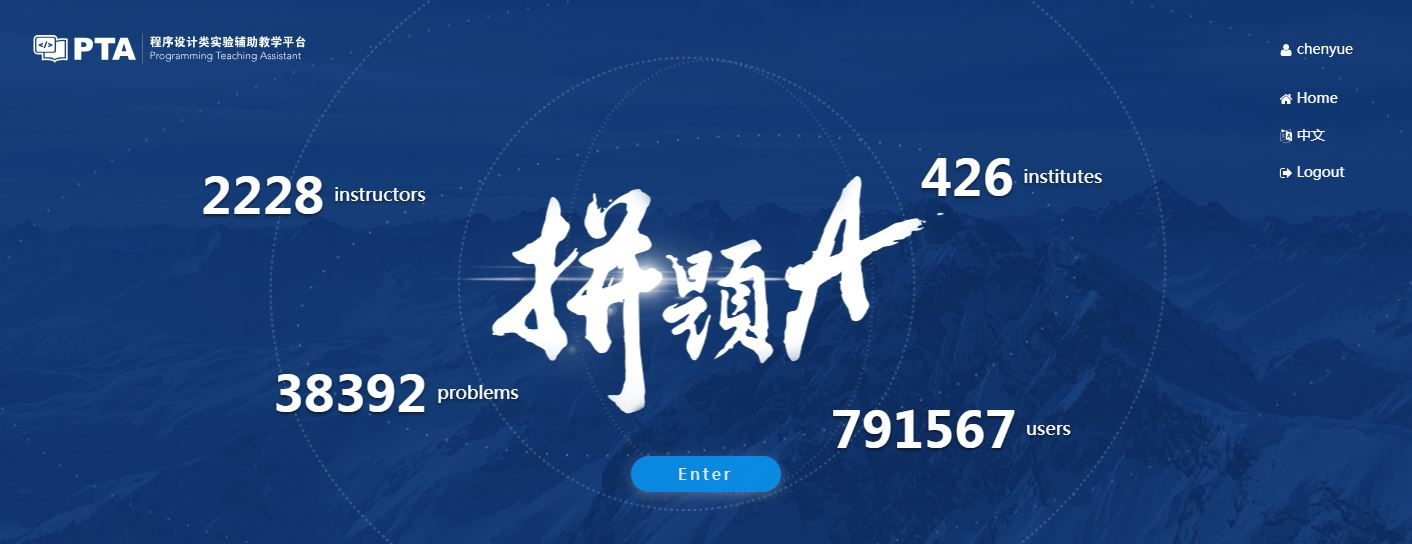 PTA 程序设计类实验辅助教学平台
Programming Teaching Assistant
chenyue
Home
中文
Logout
2228 instructors
426 institutes
拼題A
38392 problems
791567 users
Enter